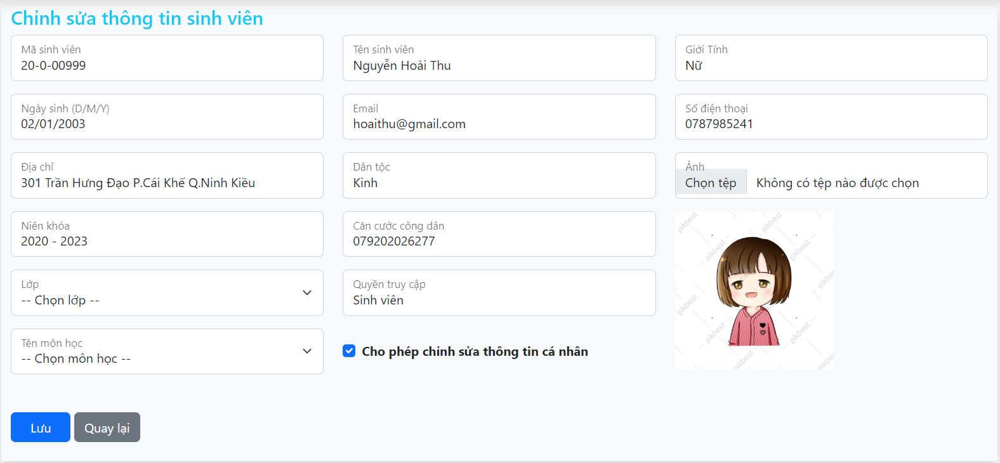 Chỉnh sửa thông tin sinh viên
Mã sinh viên
20-0-00999
Tên sinh viên
Nguyễn Hoài Thu
Giới Tính
Nữ
Ngày sinh (D/M/Y)
02/01/2003
Email
hoaithu@gmail.com
Số điện thoại
0787985241
Địa chỉ
301 Trần Hưng Đạo P.Cái Khế Q.Ninh Kiều
Dân tộc
Kinh
Ảnh
Chọn tệp Không có tệp nào được chọn
Niên khóa
2020 - 2023
Căn cước công dân
079202026277
Lớp
-- Chọn lớp --
Quyền truy cập
Sinh viên
Tên môn học
-- Chọn môn học --
Cho phép chỉnh sửa thông tin cá nhân
pikbest
pikbest
pikbest
pikbest
pikbest
pikbest
pikbest
pikbest
pikbest
pikbest
pikbest
Lưu
Quay lại